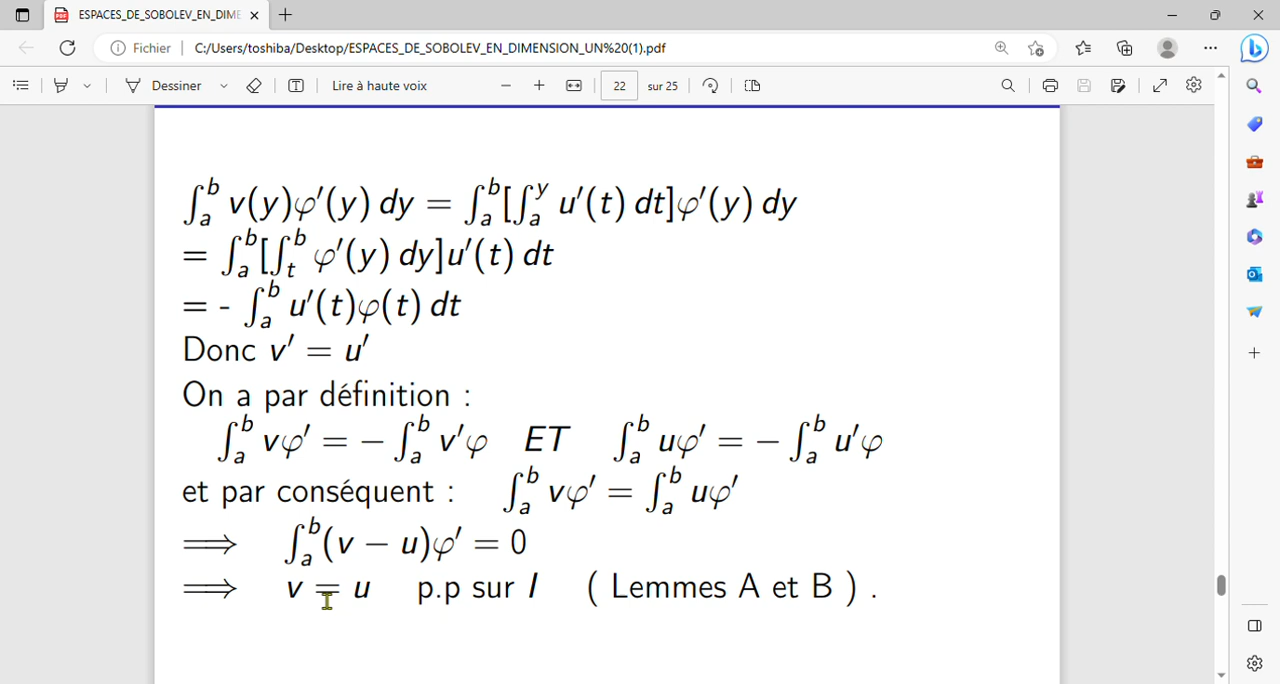 ESPACES_DE_SOBOLEV_EN_DIME
Fichier | C:/Users/toshiba/Desktop/ESPACES_DE_SOBOLEV_EN_DIMENSION_UN%20(1).pdf
Dessiner Lire à haute voix 22 sur 25
∫_a^b v(y)φ′(y) dy = ∫_a^b[∫_a^y u′(t) dt]φ′(y) dy
= ∫_a^b[∫_t^b φ′(y) dy]u′(t) dt
= - ∫_a^b u′(t)φ(t) dt
Donc v′ = u′
On a par définition :
∫_a^b vφ′ = − ∫_a^b v′φ ET ∫_a^b uφ′ = − ∫_a^b u′φ
et par conséquent : ∫_a^b vφ′ = ∫_a^b uφ′
⟹ ∫_a^b(v − u)φ′ = 0
⟹ v = u p.p sur I ( Lemmes A et B ) .